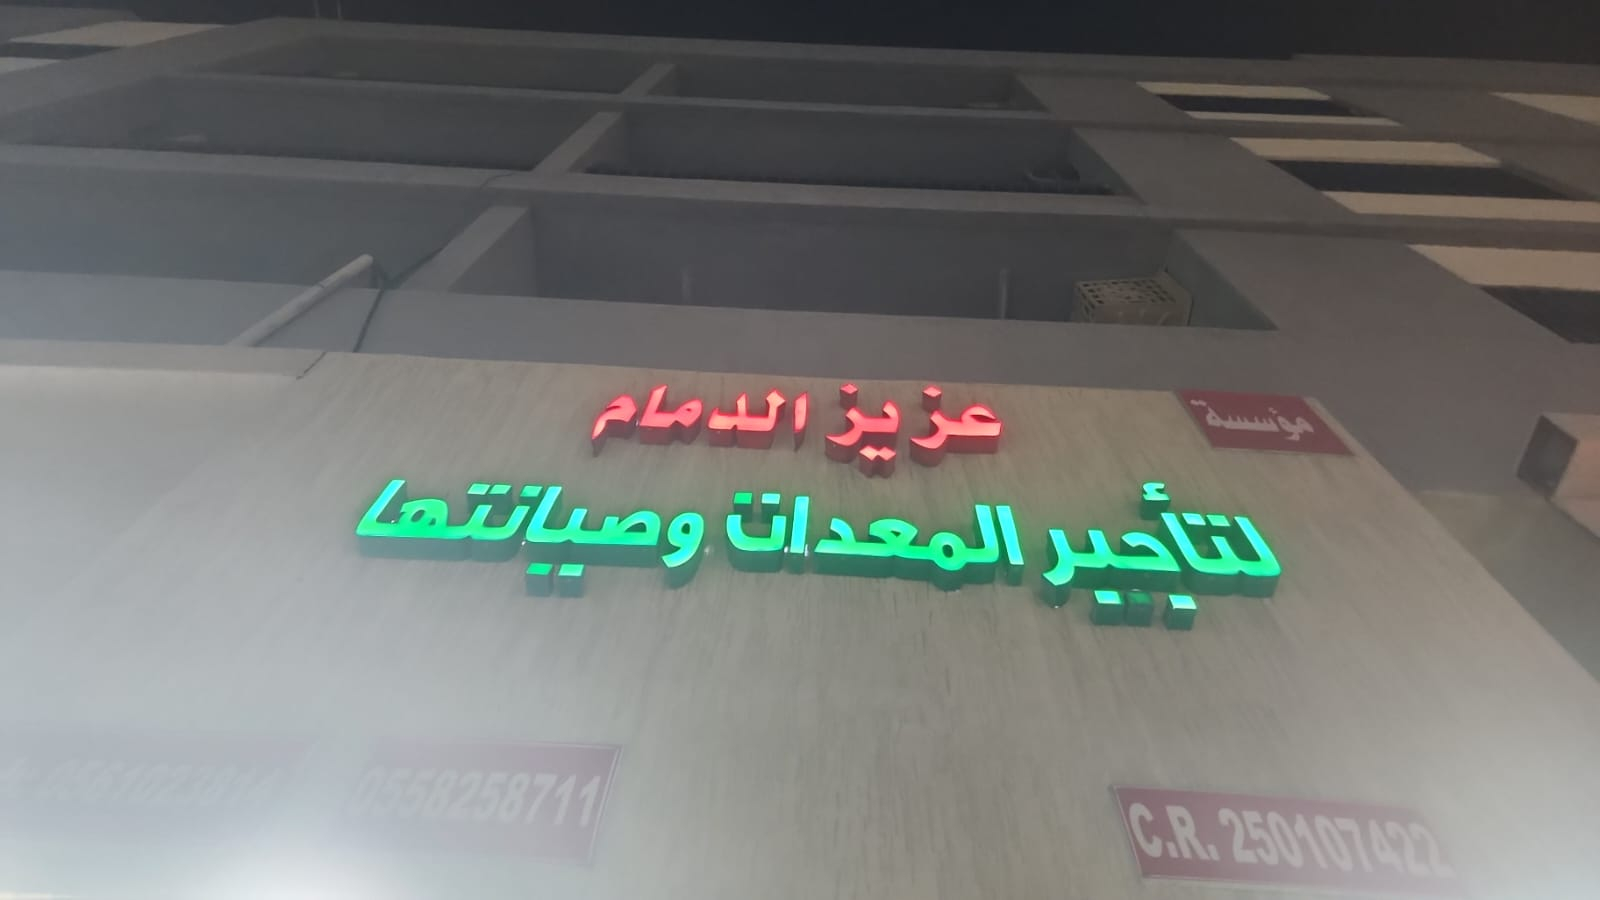 مؤسسة
عزيز الدمام
لتأجير المعدات وصيانتها
C.R. 250107422
0558258711